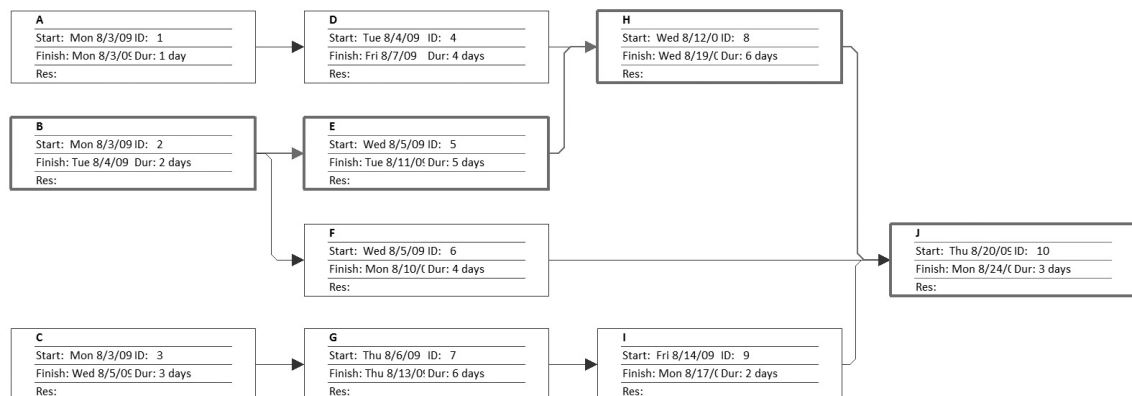 A
Start: Mon 8/3/09 ID: 1
Finish: Mon 8/3/09 Dur: 1 day
Res:
D
Start: Tue 8/4/09 ID: 4
Finish: Fri 8/7/09 Dur: 4 days
Res:
H
Start: Wed 8/12/0 ID: 8
Finish: Wed 8/19/0 Dur: 6 days
Res:
B
Start: Mon 8/3/09 ID: 2
Finish: Tue 8/4/09 Dur: 2 days
Res:
E
Start: Wed 8/5/09 ID: 5
Finish: Tue 8/11/09 Dur: 5 days
Res:
F
Start: Wed 8/5/09 ID: 6
Finish: Mon 8/10/0 Dur: 4 days
Res:
J
Start: Thu 8/20/09 ID: 10
Finish: Mon 8/24/0 Dur: 3 days
Res:
C
Start: Mon 8/3/09 ID: 3
Finish: Wed 8/5/09 Dur: 3 days
Res:
G
Start: Thu 8/6/09 ID: 7
Finish: Thu 8/13/09 Dur: 6 days
Res:
I
Start: Fri 8/14/09 ID: 9
Finish: Mon 8/17/0 Dur: 2 days
Res: